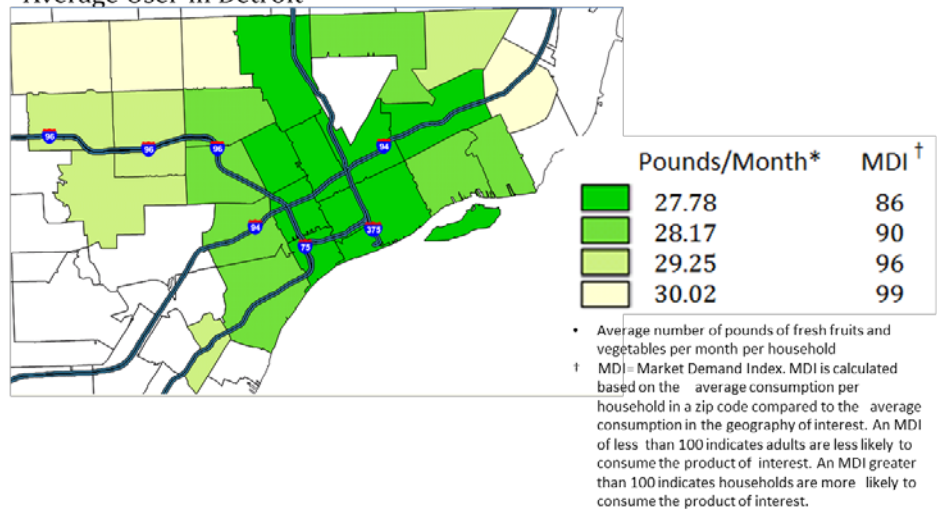 Average User in Detroit
96
96
96
94
94
75
375
Pounds/Month* MDI †
27.78 86
28.17 90
29.25 96
30.02 99
• Average number of pounds of fresh fruits and
vegetables per month per household
† MDI= Market Demand Index. MDI is calculated
based on the average consumption per
household in a zip code compared to the average
consumption in the geography of interest. An MDI
of less than 100 indicates adults are less likely to
consume the product of interest. An MDI greater
than 100 indicates households are more likely to
consume the product of interest.